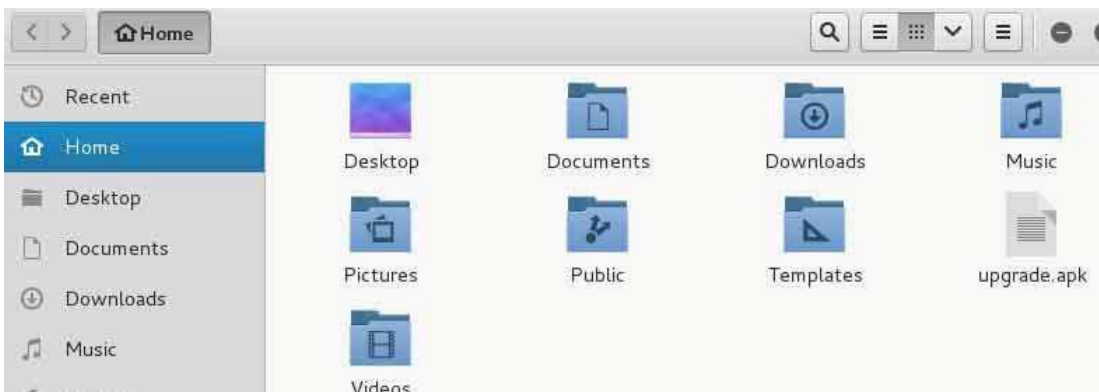 Home
Recent
Home
Desktop
Documents
Downloads
Music
Desktop
Documents
Downloads
Music
Pictures
Public
Templates
upgrade.apk
Videos